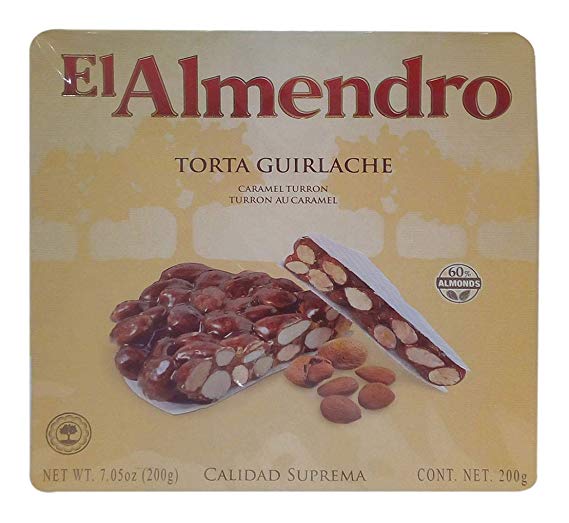 El Almendro
TORTA GUIRLACHE
CARAMEL TURRON
TURRON AU CARAMEL
60%
ALMONDS
NET WT. 7.05oz (200g) CALIDAD SUPREMA CONT. NET. 200g